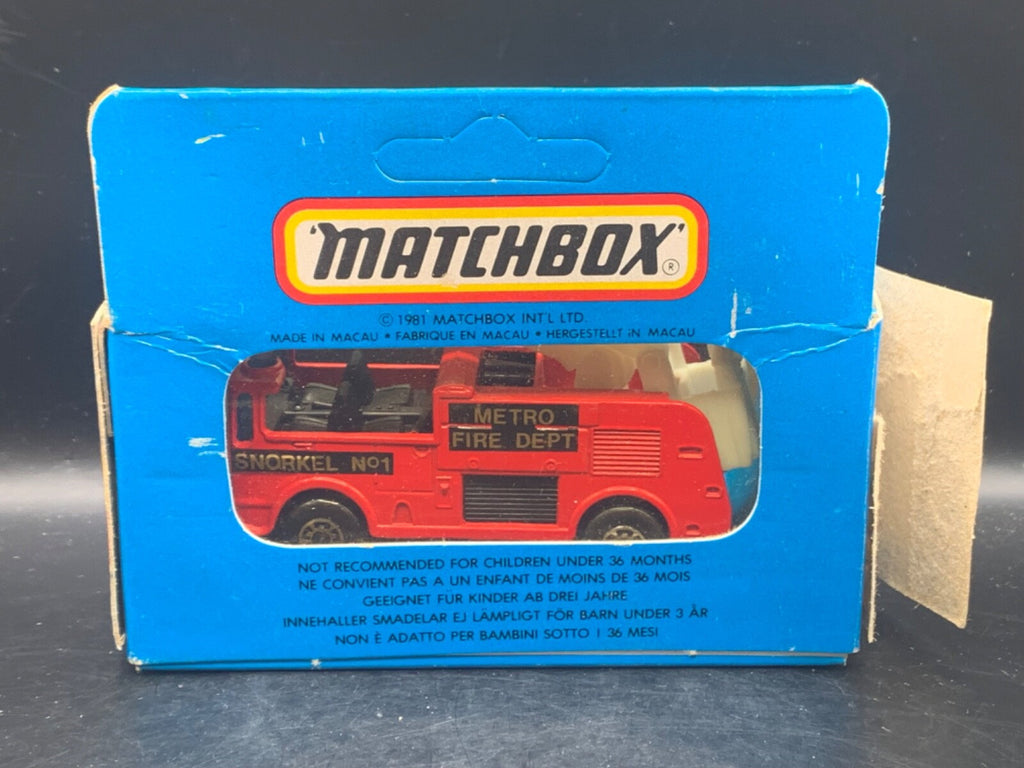 'MATCHBOX'
®
© 1981 MATCHBOX INT'L LTD.
MADE IN MACAU • FABRIQUE EN MACAU • HERGESTELLT IN MACAU
METRO
FIRE DEPT
SNORKEL Nº1
NOT RECOMMENDED FOR CHILDREN UNDER 36 MONTHS
NE CONVIENT PAS A UN ENFANT DE MOINS DE 36 MOIS
GEEIGNET FÜR KINDER AB DREI JAHRE
INNEHALLER SMADELAR EJ LÄMPLIGT FÖR BARN UNDER 3 ÅR
NON È ADATTO PER BAMBINI SOTTO I 36 MESI